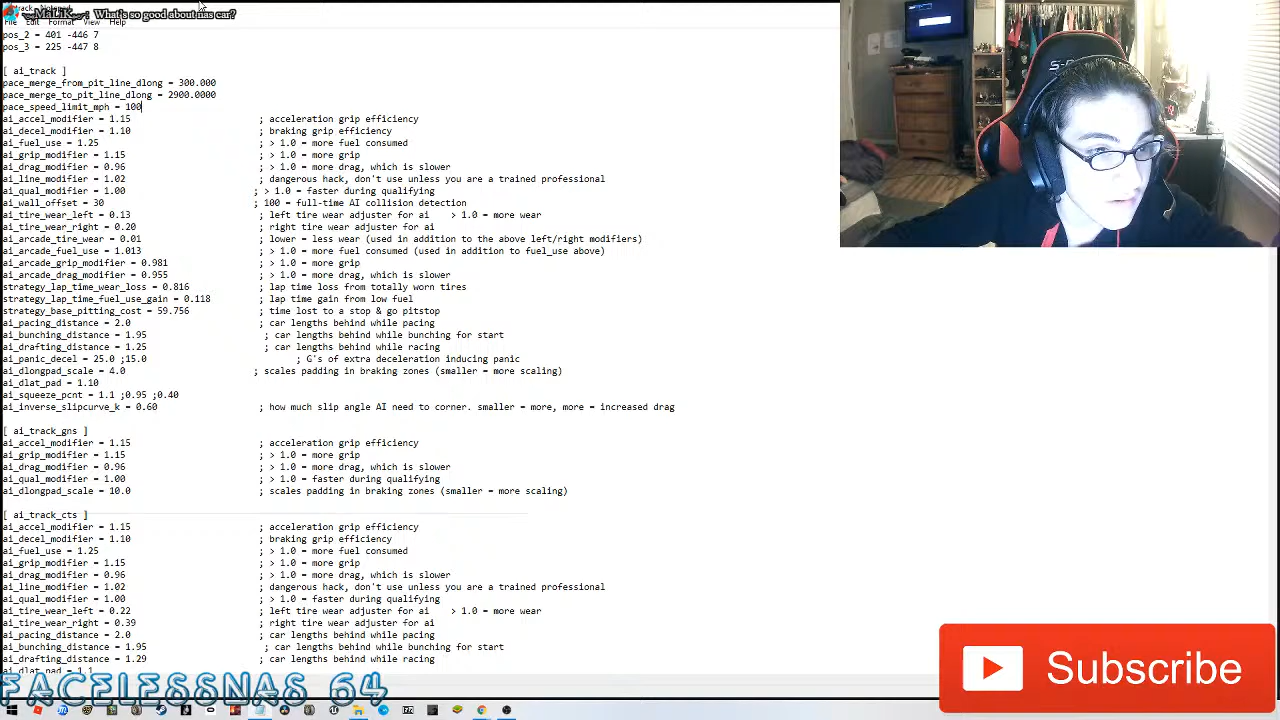 What's so good about nas car?
File Edit Format View Help
pos_2 = 401 -446 7
pos_3 = 225 -447 8
[ ai_track ]
pace_merge_from_pit_line_dlong = 300.000
pace_merge_to_pit_line_dlong = 2900.0000
pace_speed_limit_mph = 100
ai_accel_modifier = 1.15 ; acceleration grip efficiency
ai_decel_modifier = 1.10 ; braking grip efficiency
ai_fuel_use = 1.25 ; > 1.0 = more fuel consumed
ai_grip_modifier = 1.15 ; > 1.0 = more grip
ai_drag_modifier = 0.96 ; > 1.0 = more drag, which is slower
ai_line_modifier = 1.02 ; dangerous hack, don't use unless you are a trained professional
ai_qual_modifier = 1.00 ; > 1.0 = faster during qualifying
ai_wall_offset = 30 ; 100 = full-time AI collision detection
ai_tire_wear_left = 0.13 ; left tire wear adjuster for ai > 1.0 = more wear
ai_tire_wear_right = 0.20 ; right tire wear adjuster for ai
ai_arcade_tire_wear = 0.01 ; lower = less wear (used in addition to the above left/right modifiers)
ai_arcade_fuel_use = 1.013 ; > 1.0 = more fuel consumed (used in addition to fuel_use above)
ai_arcade_grip_modifier = 0.981 ; > 1.0 = more grip
ai_arcade_drag_modifier = 0.955 ; > 1.0 = more drag, which is slower
strategy_lap_time_wear_loss = 0.816 ; lap time loss from totally worn tires
strategy_lap_time_fuel_use_gain = 0.118 ; lap time gain from low fuel
strategy_base_pitting_cost = 59.756 ; time lost to a stop & go pitstop
ai_pacing_distance = 2.0 ; car lengths behind while pacing
ai_bunching_distance = 1.95 ; car lengths behind while bunching for start
ai_drafting_distance = 1.25 ; car lengths behind while racing
ai_panic_decel = 25.0 ;15.0 ; G's of extra deceleration inducing panic
ai_dlongpad_scale = 4.0 ; scales padding in braking zones (smaller = more scaling)
ai_dlat_pad = 1.10
ai_squeeze_pcnt = 1.1 ;0.95 ;0.40
ai_inverse_slipcurve_k = 0.60 ; how much slip angle AI need to corner. smaller = more, more = increased drag
[ ai_track_gns ]
ai_accel_modifier = 1.15 ; acceleration grip efficiency
ai_grip_modifier = 1.15 ; > 1.0 = more grip
ai_drag_modifier = 0.96 ; > 1.0 = more drag, which is slower
ai_qual_modifier = 1.00 ; > 1.0 = faster during qualifying
ai_dlongpad_scale = 10.0 ; scales padding in braking zones (smaller = more scaling)
[ ai_track_cts ]
ai_accel_modifier = 1.15 ; acceleration grip efficiency
ai_decel_modifier = 1.10 ; braking grip efficiency
ai_fuel_use = 1.25 ; > 1.0 = more fuel consumed
ai_grip_modifier = 1.15 ; > 1.0 = more grip
ai_drag_modifier = 0.96 ; > 1.0 = more drag, which is slower
ai_line_modifier = 1.02 ; dangerous hack, don't use unless you are a trained professional
ai_qual_modifier = 1.00 ; > 1.0 = faster during qualifying
ai_tire_wear_left = 0.22 ; left tire wear adjuster for ai > 1.0 = more wear
ai_tire_wear_right = 0.39 ; right tire wear adjuster for ai
ai_pacing_distance = 2.0 ; car lengths behind while pacing
ai_bunching_distance = 1.95 ; car lengths behind while bunching for start
ai_drafting_distance = 1.29 ; car lengths behind while racing
ai_dlat_pad = 1.1
FACELESSNAS 64
Subscribe